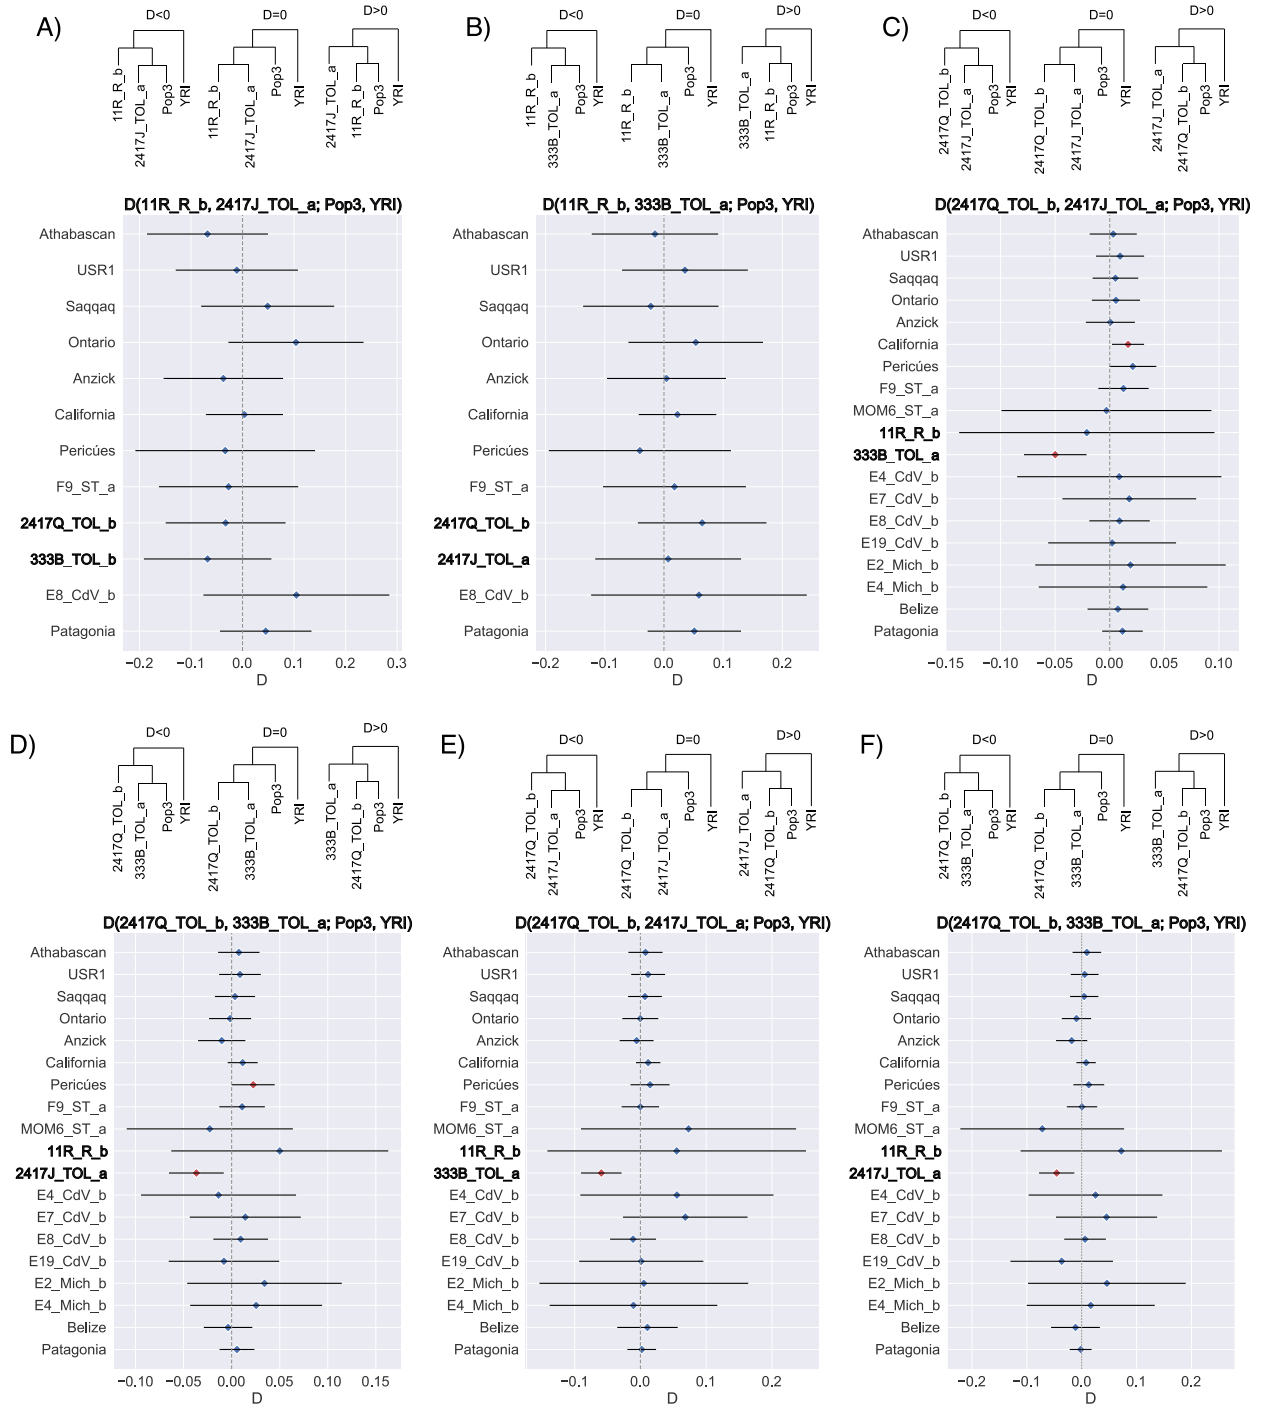 A)
D<0
D=0
D>0
11R_R_b
2417J_TOL_a
Pop3
YRI
11R_R_b
2417J_TOL_a
Pop3
YRI
2417J_TOL_a
11R_R_b
Pop3
YRI
D(11R_R_b, 2417J_TOL_a; Pop3, YRI)
Athabascan
USR1
Saqqaq
Ontario
Anzick
California
Pericúes
F9_ST_a
2417Q_TOL_b
333B_TOL_b
E8_CdV_b
Patagonia
−0.2 −0.1 0.0 0.1 0.2 0.3
D
B)
D<0
D=0
D>0
11R_R_b
333B_TOL_a
Pop3
YRI
11R_R_b
333B_TOL_a
Pop3
YRI
333B_TOL_a
11R_R_b
Pop3
YRI
D(11R_R_b, 333B_TOL_a; Pop3, YRI)
Athabascan
USR1
Saqqaq
Ontario
Anzick
California
Pericúes
F9_ST_a
2417Q_TOL_b
2417J_TOL_a
E8_CdV_b
Patagonia
−0.2 −0.1 0.0 0.1 0.2
D
C)
D<0
D=0
D>0
2417Q_TOL_b
2417J_TOL_a
Pop3
YRI
2417Q_TOL_b
2417J_TOL_a
Pop3
YRI
2417J_TOL_a
2417Q_TOL_b
Pop3
YRI
D(2417Q_TOL_b, 2417J_TOL_a; Pop3, YRI)
Athabascan
USR1
Saqqaq
Ontario
Anzick
California
Pericúes
F9_ST_a
MOM6_ST_a
11R_R_b
333B_TOL_a
E4_CdV_b
E7_CdV_b
E8_CdV_b
E19_CdV_b
E2_Mich_b
E4_Mich_b
Belize
Patagonia
−0.15 −0.10 −0.05 0.00 0.05 0.10
D
D)
D<0
D=0
D>0
2417Q_TOL_b
333B_TOL_a
Pop3
YRI
2417Q_TOL_b
333B_TOL_a
Pop3
YRI
333B_TOL_a
2417Q_TOL_b
Pop3
YRI
D(2417Q_TOL_b, 333B_TOL_a; Pop3, YRI)
Athabascan
USR1
Saqqaq
Ontario
Anzick
California
Pericúes
F9_ST_a
MOM6_ST_a
11R_R_b
2417J_TOL_a
E4_CdV_b
E7_CdV_b
E8_CdV_b
E19_CdV_b
E2_Mich_b
E4_Mich_b
Belize
Patagonia
−0.10 −0.05 0.00 0.05 0.10 0.15
D
E)
D<0
D=0
D>0
2417Q_TOL_b
2417J_TOL_a
Pop3
YRI
2417Q_TOL_b
2417J_TOL_a
Pop3
YRI
2417J_TOL_a
2417Q_TOL_b
Pop3
YRI
D(2417Q_TOL_b, 2417J_TOL_a; Pop3, YRI)
Athabascan
USR1
Saqqaq
Ontario
Anzick
California
Pericúes
F9_ST_a
MOM6_ST_a
11R_R_b
333B_TOL_a
E4_CdV_b
E7_CdV_b
E8_CdV_b
E19_CdV_b
E2_Mich_b
E4_Mich_b
Belize
Patagonia
−0.1 0.0 0.1 0.2
D
F)
D<0
D=0
D>0
2417Q_TOL_b
333B_TOL_a
Pop3
YRI
2417Q_TOL_b
333B_TOL_a
Pop3
YRI
333B_TOL_a
2417Q_TOL_b
Pop3
YRI
D(2417Q_TOL_b, 333B_TOL_a; Pop3, YRI)
Athabascan
USR1
Saqqaq
Ontario
Anzick
California
Pericúes
F9_ST_a
MOM6_ST_a
11R_R_b
2417J_TOL_a
E4_CdV_b
E7_CdV_b
E8_CdV_b
E19_CdV_b
E2_Mich_b
E4_Mich_b
Belize
Patagonia
−0.2 −0.1 0.0 0.1 0.2
D